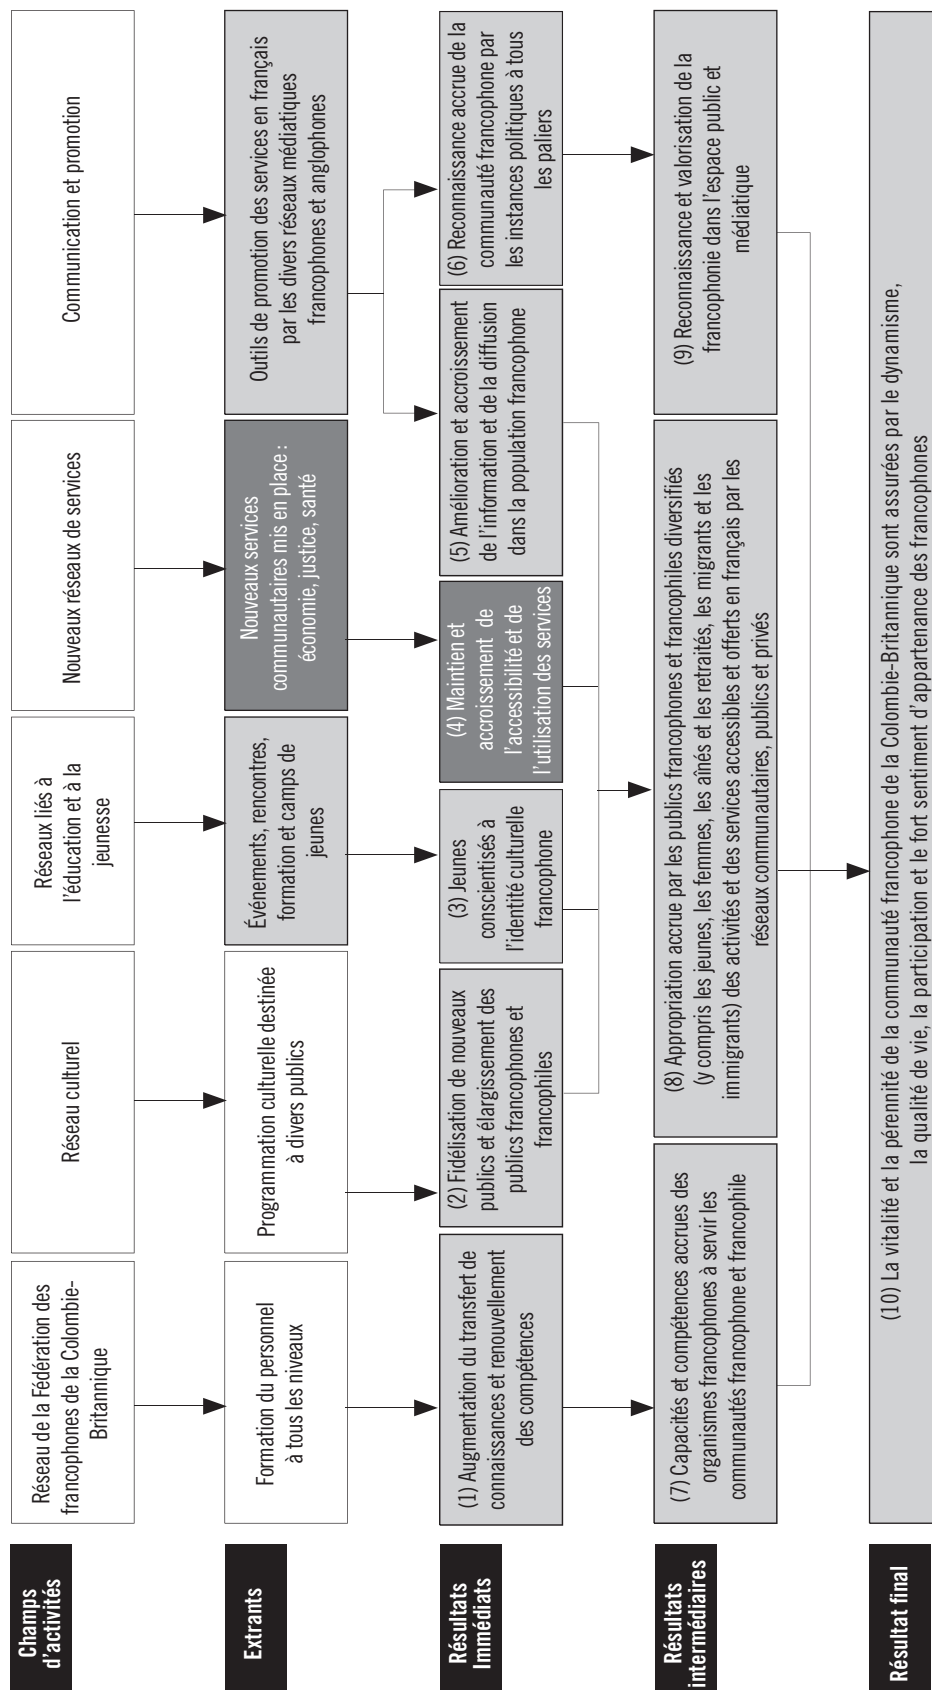 Champs
d'activités
Réseau de la Fédération des
francophones de la Colombie-
Britannique
Réseau culturel
Réseaux liés à
l'éducation et à la
jeunesse
Nouveaux réseaux de services
Communication et promotion
Extrants
Formation du personnel
à tous les niveaux
Programmation culturelle destinée
à divers publics
Événements, rencontres,
formation et camps de
jeunes
Nouveaux services
communautaires mis en place :
économie, justice, santé
Outils de promotion des services en français
par les divers réseaux médiatiques
francophones et anglophones
Résultats
Immédiats
(1) Augmentation du transfert de
connaissances et renouvellement
des compétences
(2) Fidélisation de nouveaux
publics et élargissement des
publics francophones et
francophiles
(3) Jeunes
conscientisés à
l'identité culturelle
francophone
(4) Maintien et
accroissement de
l'accessibilité et de
l'utilisation des services
(5) Amélioration et accroissement
de l'information et de la diffusion
dans la population francophone
(6) Reconnaissance accrue de la
communauté francophone par
les instances politiques à tous
les paliers
Résultats
intermédiaires
(7) Capacités et compétences accrues des
organismes francophones à servir les
communautés francophone et francophile
(8) Appropriation accrue par les publics francophones et francophiles diversifiés
(y compris les jeunes, les femmes, les aînés et les retraités, les migrants et les
immigrants) des activités et des services accessibles et offerts en français par les
réseaux communautaires, publics et privés
(9) Reconnaissance et valorisation de la
francophonie dans l'espace public et
médiatique
Résultat final
(10) La vitalité et la pérennité de la communauté francophone de la Colombie-Britannique sont assurées par le dynamisme,
la qualité de vie, la participation et le fort sentiment d'appartenance des francophones